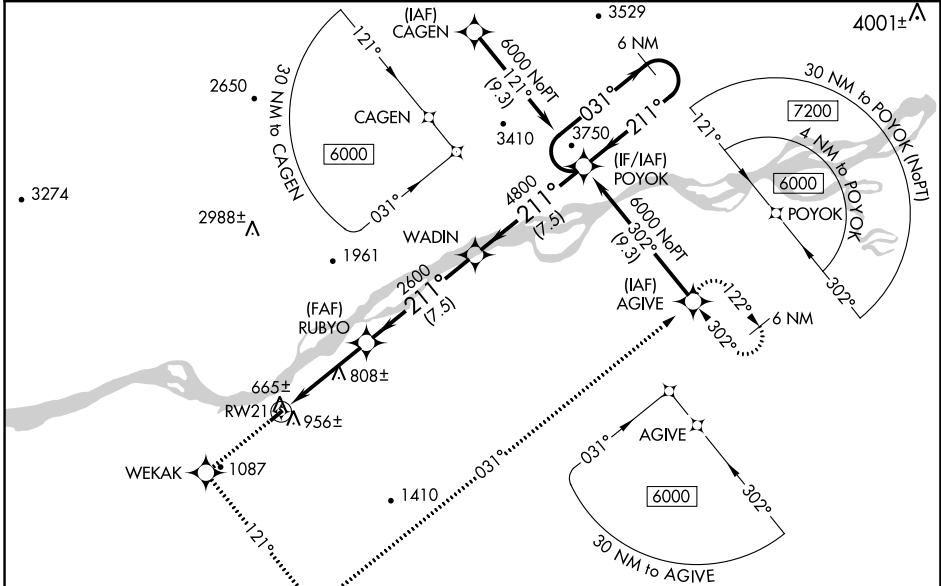 (IAF)
CAGEN
3529
4001±
6 NM
6000 NoPT
121°
(9.3)
121°
30 NM to CAGEN
CAGEN
6000
031°
2650
3410
3750
031°
211°
(IF/IAF)
POYOK
30 NM to POYOK (NoPT)
7200
4 NM to POYOK
6000
121°
POYOK
302°
3274
2988±
1961
4800
211°
(7.5)
WADIN
6000 NoPT
302°
(9.3)
2600
211°
(7.5)
(FAF)
RUBYO
(IAF)
AGIVE
122°
302°
6 NM
808±
665±
RW21
956±
WEKAK
1087
121°
1410
031°
AGIVE
031°
302°
6000
30 NM to AGIVE